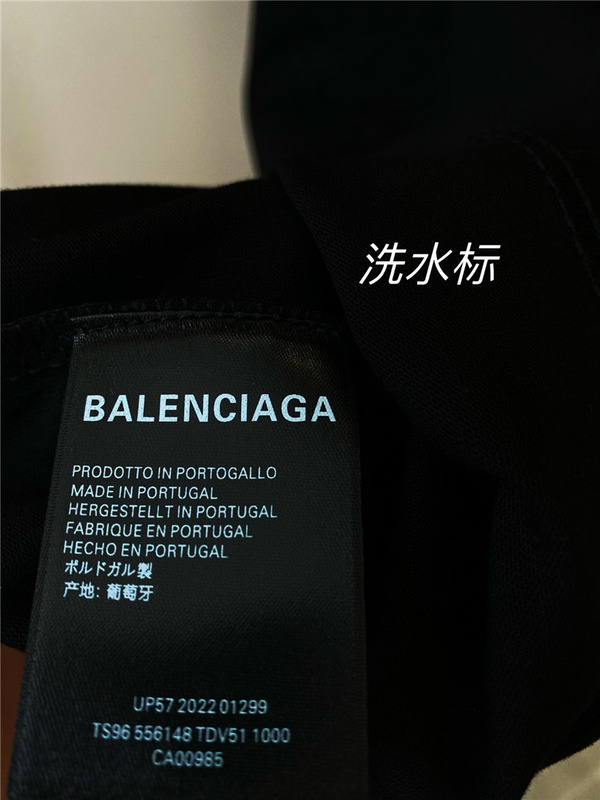 洗水标
BALENCIAGA
PRODOTTO IN PORTOGALLO
MADE IN PORTUGAL
HERGESTELLT IN PORTUGAL
FABRIQUE EN PORTUGAL
HECHO EN PORTUGAL
ポルドガル製
产地: 葡萄牙
UP57 2022 01299
TS96 556148 TDV51 1000
CA00985